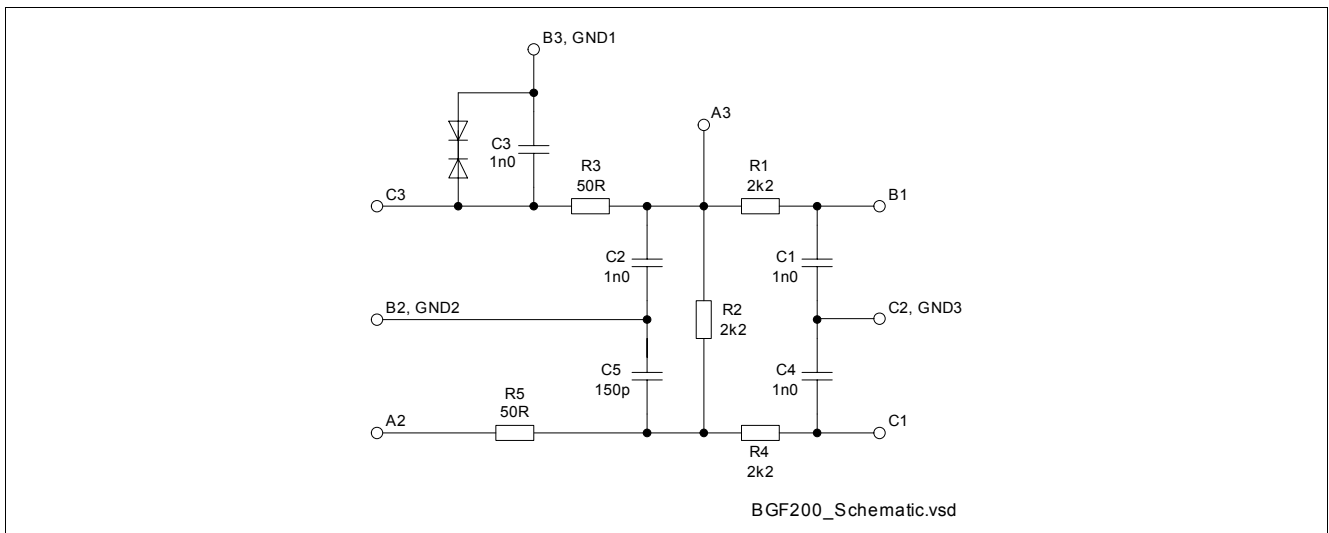 B3, GND1
A3
C3
1n0
R3
50R
R1
2k2
C3
B1
C2
1n0
C1
1n0
B2, GND2
R2
2k2
C2, GND3
C5
150p
C4
1n0
R5
50R
A2
C1
R4
2k2
BGF200_Schematic.vsd